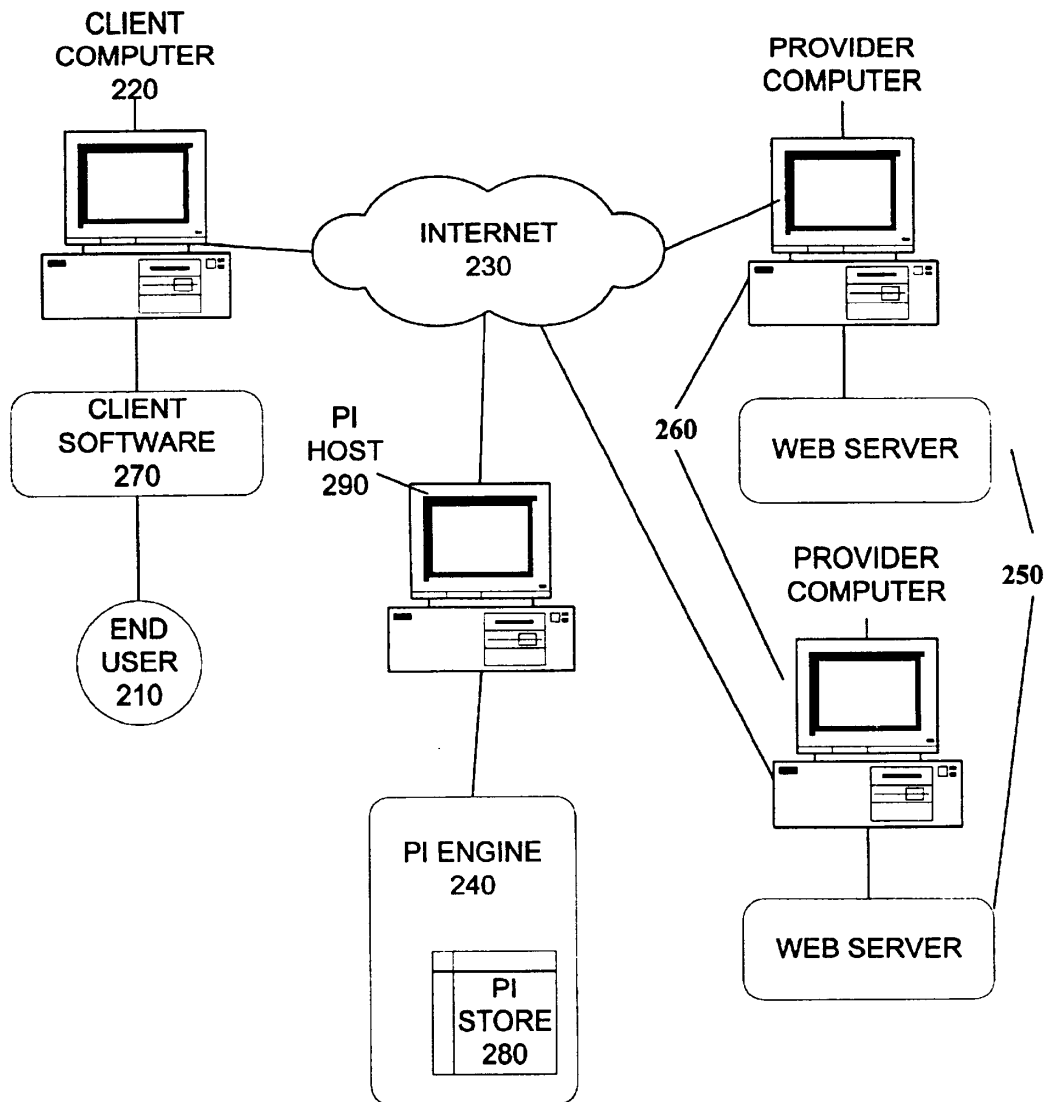 CLIENT
COMPUTER
220
PROVIDER
COMPUTER
INTERNET
230
CLIENT
SOFTWARE
270
PI
HOST
290
260
WEB SERVER
END
USER
210
PROVIDER
COMPUTER
250
PI ENGINE
240
WEB SERVER
PI
STORE
280